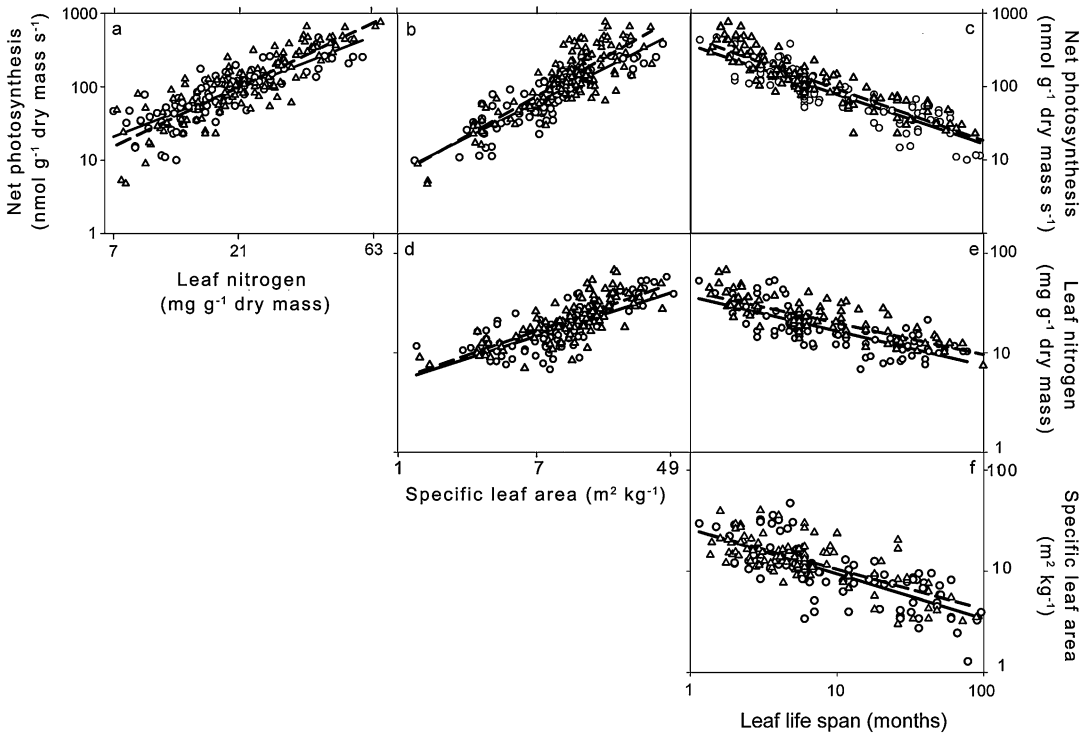 a
b
c
1000
100
10
1
Net photosynthesis
(nmol g-1 dry mass s-1)
7
21
63
Leaf nitrogen
(mg g-1 dry mass)
1000
100
10
1
Net photosynthesis
(nmol g-1 dry mass s-1)
d
e
100
10
1
Leaf nitrogen
(mg g-1 dry mass)
1
7
49
Specific leaf area (m2 kg-1)
f
100
10
1
Specific leaf area
(m2 kg-1)
1
10
100
Leaf life span (months)